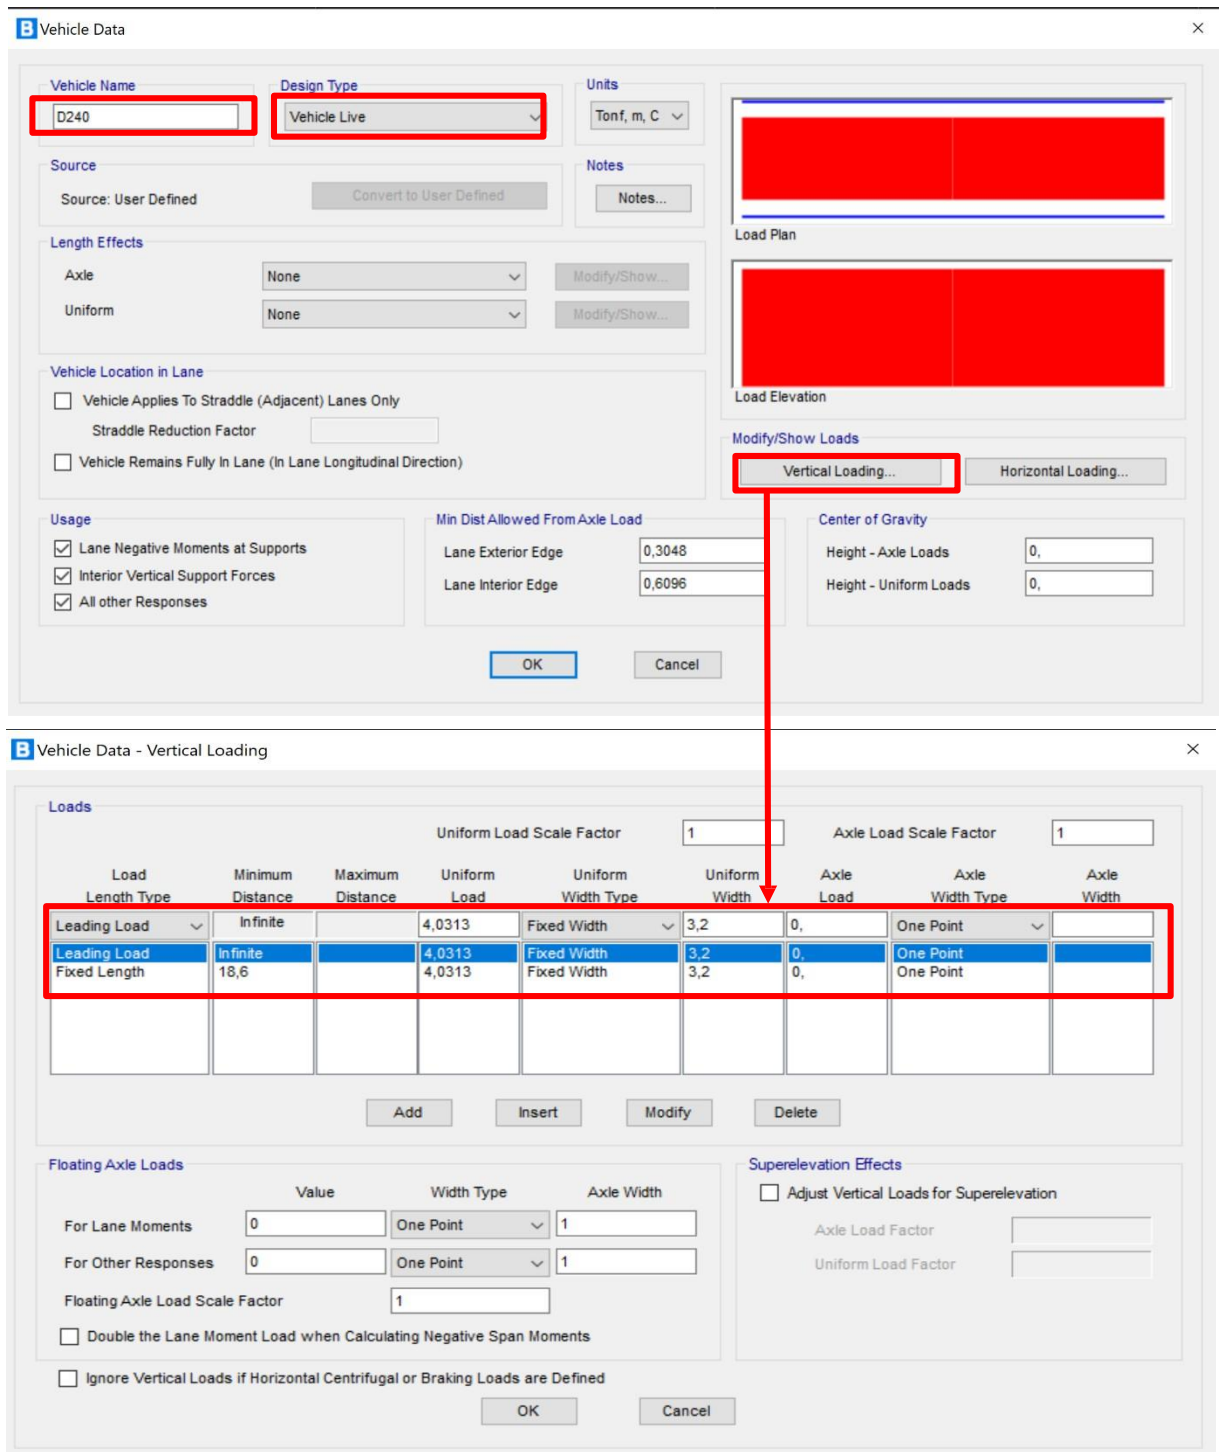 B Vehicle Data
Vehicle Name
D240
Design Type
Vehicle Live
Units
Tonf, m, C
Source
Source: User Defined
Convert to User Defined
Notes
Notes...
Load Plan
Length Effects
Axle
None
Modify/Show...
Uniform
None
Modify/Show...
Load Elevation
Vehicle Location in Lane
Vehicle Applies To Straddle (Adjacent) Lanes Only
Straddle Reduction Factor
Vehicle Remains Fully In Lane (In Lane Longitudinal Direction)
Modify/Show Loads
Vertical Loading...
Horizontal Loading...
Usage
Lane Negative Moments at Supports
Interior Vertical Support Forces
All other Responses
Min Dist Allowed From Axle Load
Lane Exterior Edge
0,3048
Lane Interior Edge
0,6096
Center of Gravity
Height - Axle Loads
0,
Height - Uniform Loads
0,
OK
Cancel
B Vehicle Data - Vertical Loading
Loads
Uniform Load Scale Factor
1
Axle Load Scale Factor
1
Load Length Type
Minimum Distance
Maximum Distance
Uniform Load
Uniform Width Type
Uniform Width
Axle Load
Axle Width Type
Axle Width
Leading Load Infinite 4,0313 Fixed Width 3,2 0, One Point
Leading Load Infinite 4,0313 Fixed Width 3,2 0, One Point
Fixed Length 18,6 4,0313 Fixed Width 3,2 0, One Point
Add
Insert
Modify
Delete
Floating Axle Loads
Value Width Type Axle Width
For Lane Moments 0 One Point 1
For Other Responses 0 One Point 1
Floating Axle Load Scale Factor 1
Double the Lane Moment Load when Calculating Negative Span Moments
Superelevation Effects
Adjust Vertical Loads for Superelevation
Axle Load Factor
Uniform Load Factor
Ignore Vertical Loads if Horizontal Centrifugal or Braking Loads are Defined
OK
Cancel